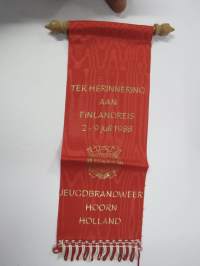 TER HERINNERING
AAN
FINLANDREIS
2-9 juli 1988
JEUGDBRANDWEER
HOORN
HOLLAND